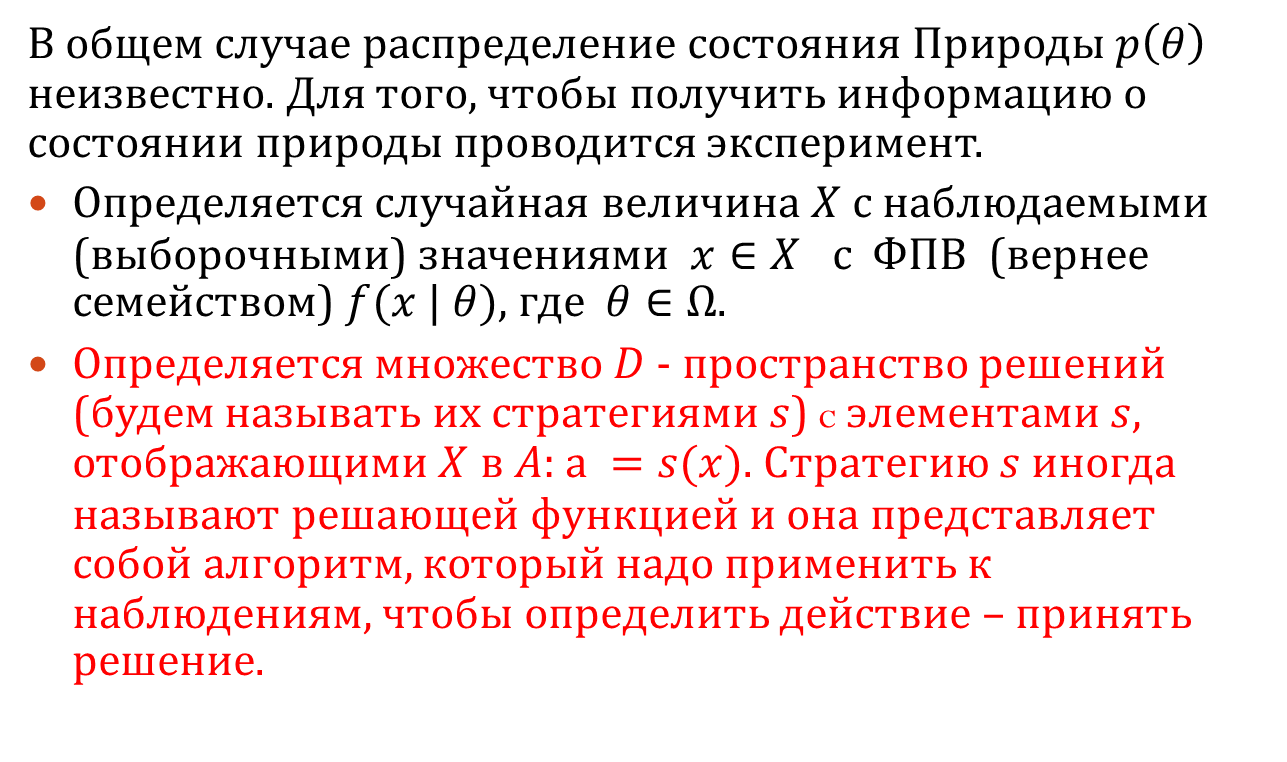 В общем случае распределение состояния Природы p(θ)
неизвестно. Для того, чтобы получить информацию о
состоянии природы проводится эксперимент.
• Определяется случайная величина X с наблюдаемыми
(выборочными) значениями x ∈ X с ФПВ (вернее
семейством) f(x | θ), где θ ∈ Ω.
• Определяется множество D - пространство решений
(будем называть их стратегиями s) с элементами s,
отображающими X в A: a = s(x). Стратегию s иногда
называют решающей функцией и она представляет
собой алгоритм, который надо применить к
наблюдениям, чтобы определить действие – принять
решение.